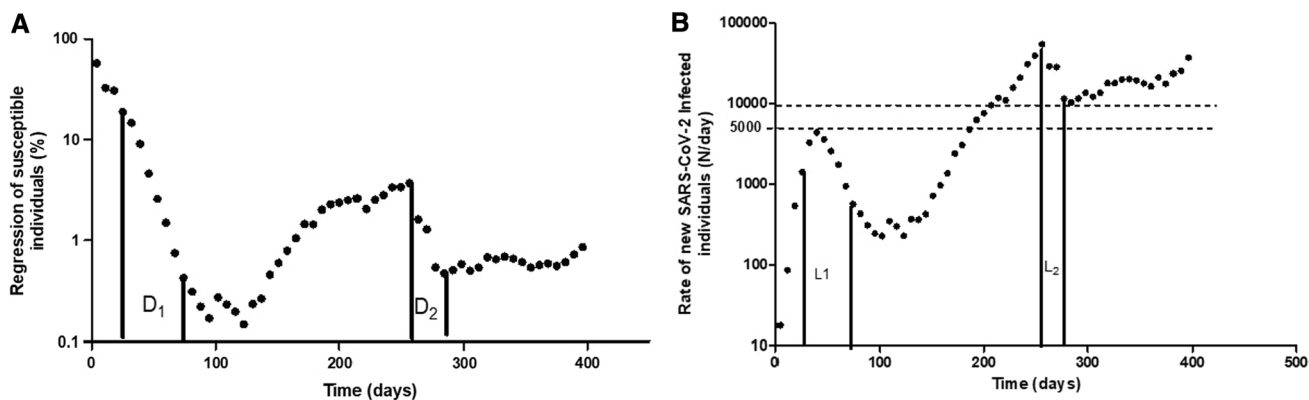 A
Regression of susceptible
individuals (%)
100
10
1
0.1
D1
D2
0
100
200
300
400
Time (days)
B
Rate of new SARS-CoV-2 Infected
individuals (N/day)
100000
10000
5000
1000
100
10
L1
L2
0
100
200
300
400
500
Time (days)